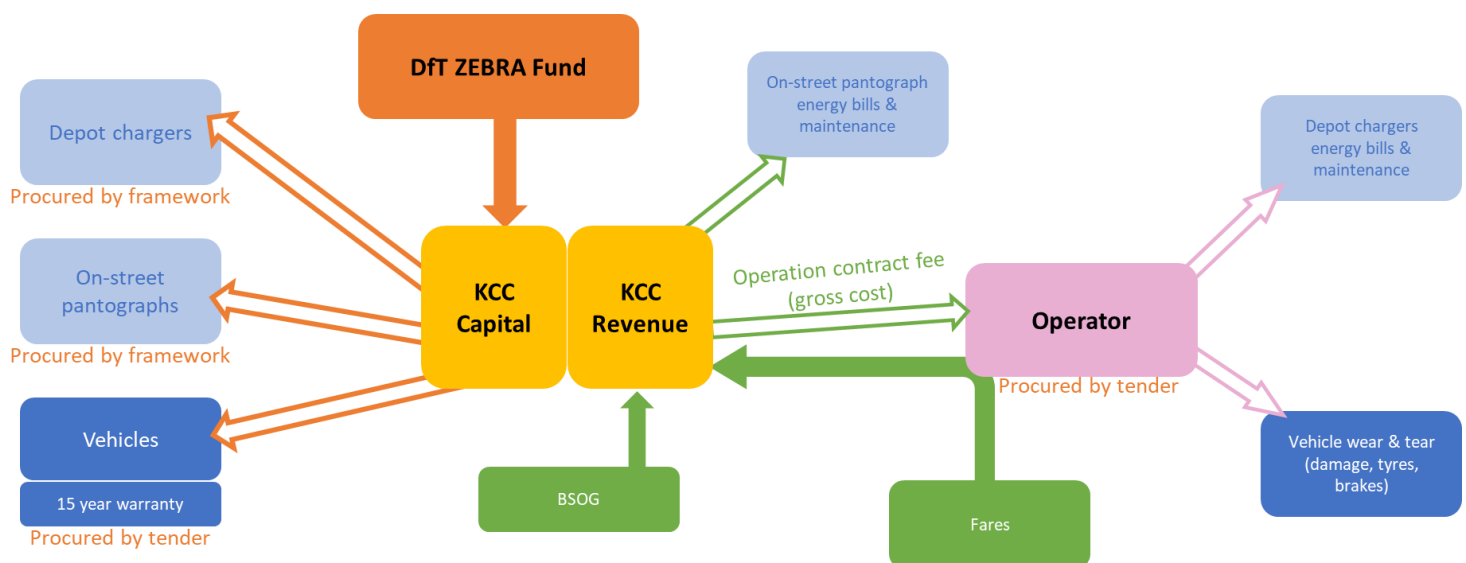 DfT ZEBRA Fund
On-street pantograph
energy bills &
maintenance
Depot chargers
Procured by framework
Depot chargers
energy bills &
maintenance
On-street
pantographs
Procured by framework
KCC
Capital
KCC
Revenue
Operation contract fee
(gross cost)
Operator
Procured by tender
Vehicles
15 year warranty
Procured by tender
BSOG
Fares
Vehicle wear & tear
(damage, tyres,
brakes)